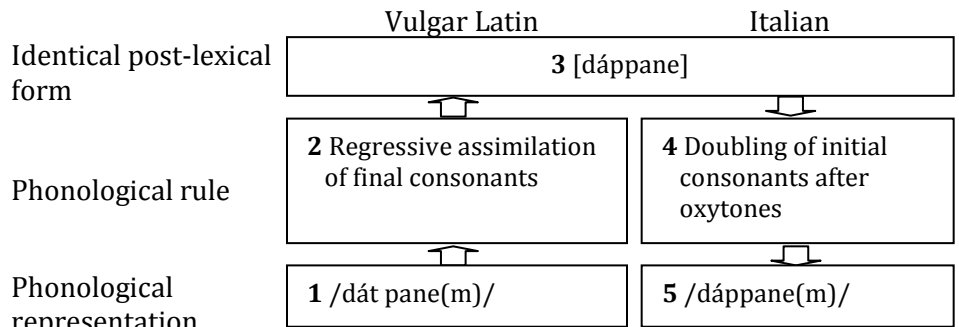 Vulgar Latin Italian
Identical post-lexical
form
3 [dáppane]
Phonological rule
2 Regressive assimilation
of final consonants
4 Doubling of initial
consonants after
oxytones
Phonological
representation
1 /dát pane(m)/
5 /dáppane(m)/